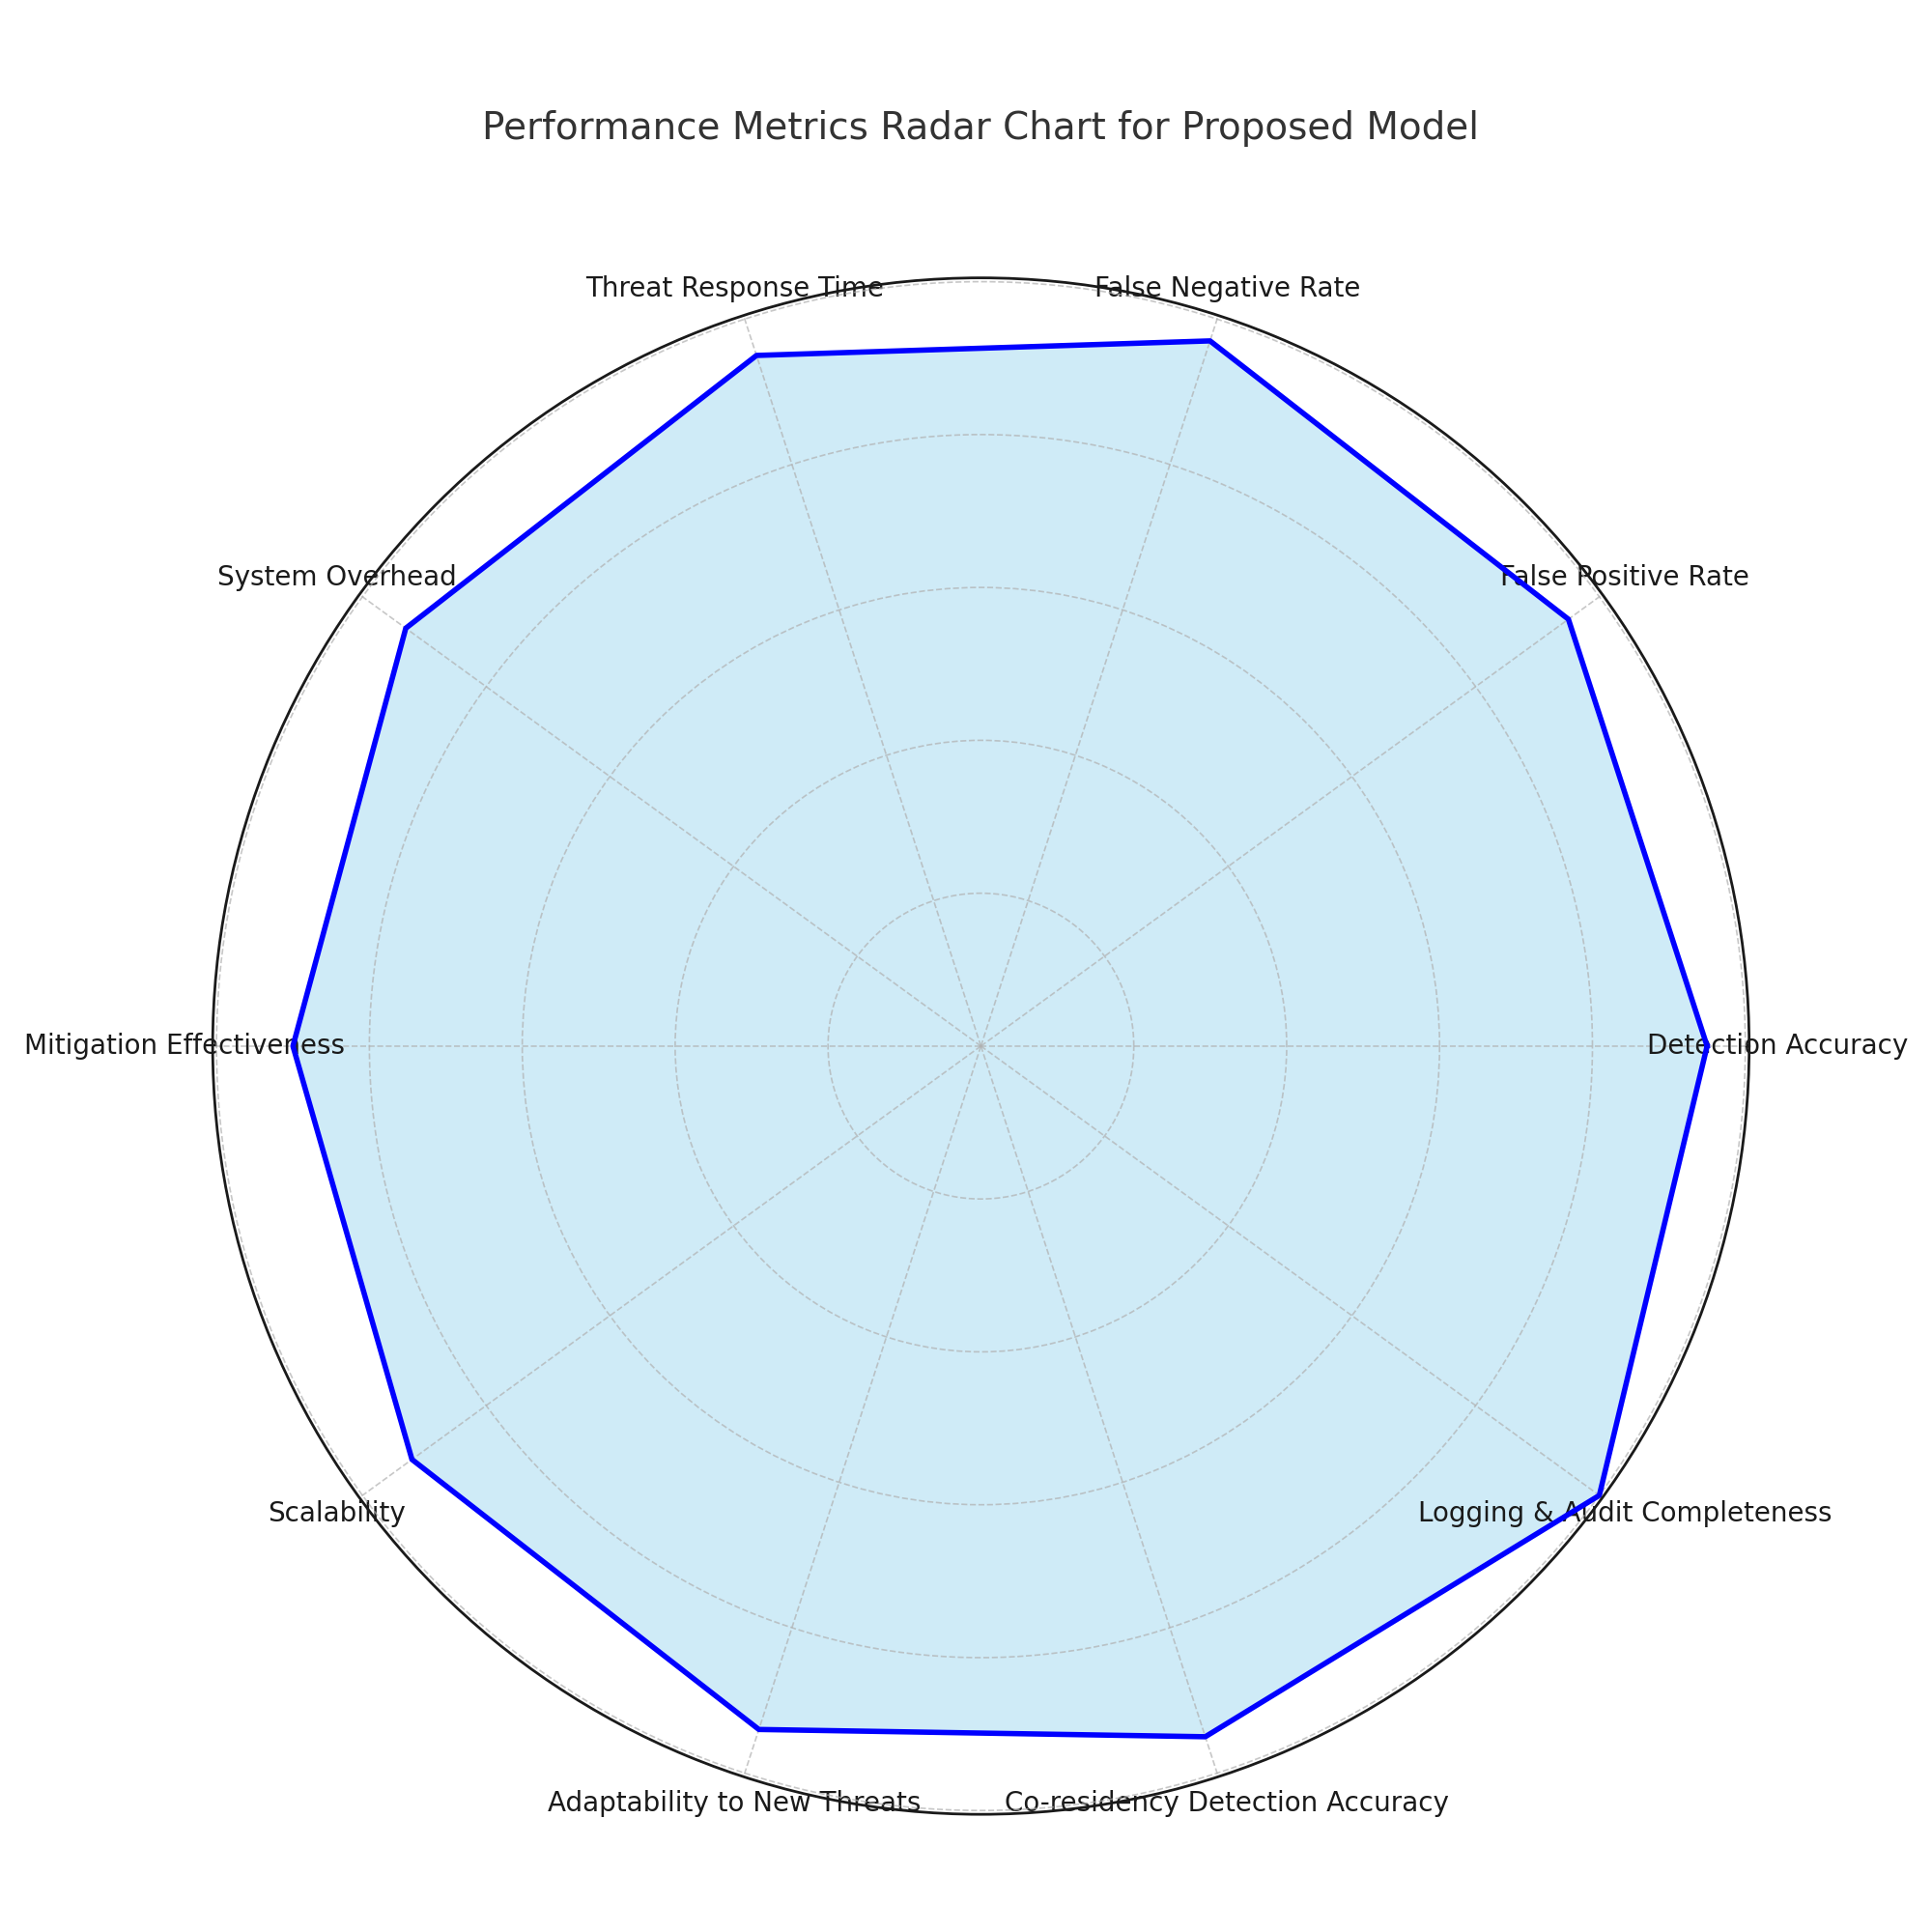 Performance Metrics Radar Chart for Proposed Model
Threat Response Time
False Negative Rate
System Overhead
False Positive Rate
Mitigation Effectiveness
Detection Accuracy
Scalability
Logging & Audit Completeness
Adaptability to New Threats
Co-residency Detection Accuracy